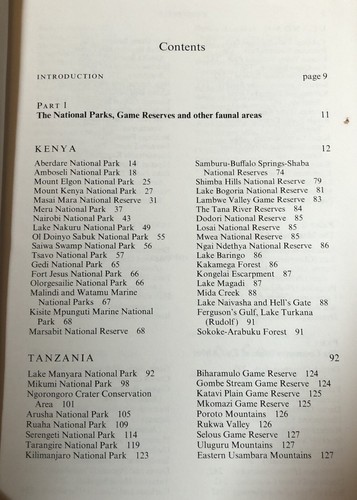 Contents
INTRODUCTION page 9
PART I
The National Parks, Game Reserves and other faunal areas 11
KENYA 12
Aberdare National Park 14
Amboseli National Park 18
Mount Elgon National Park 25
Mount Kenya National Park 27
Masai Mara National Reserve 31
Meru National Park 37
Nairobi National Park 43
Lake Nakuru National Park 49
Ol Doinyo Sabuk National Park 55
Saiwa Swamp National Park 56
Tsavo National Park 57
Gedi National Park 65
Fort Jesus National Park 66
Olorgesailie National Park 66
Malindi and Watamu Marine
National Parks 67
Kisite Mpunguti Marine National
Park 68
Marsabit National Reserve 68
Samburu-Buffalo Springs-Shaba
National Reserves 74
Shimba Hills National Reserve 79
Lake Bogoria National Reserve 81
Lambwe Valley Game Reserve 83
The Tana River Reserves 84
Dodori National Reserve 85
Losai National Reserve 85
Mwea National Reserve 85
Ngai Ndethya National Reserve 86
Lake Baringo 86
Kakamega Forest 86
Kongelai Escarpment 87
Lake Magadi 87
Mida Creek 88
Lake Naivasha and Hell's Gate 88
Ferguson's Gulf, Lake Turkana
(Rudolf) 91
Sokoke-Arabuko Forest 91
TANZANIA 92
Lake Manyara National Park 92
Mikumi National Park 98
Ngorongoro Crater Conservation
Area 101
Arusha National Park 105
Ruaha National Park 109
Serengeti National Park 114
Tarangire National Park 119
Kilimanjaro National Park 123
Biharamulo Game Reserve 124
Gombe Stream Game Reserve 124
Katavi Plain Game Reserve 125
Mkomazi Game Reserve 125
Poroto Mountains 126
Rukwa Valley 126
Selous Game Reserve 127
Uluguru Mountains 127
Eastern Usambara Mountains 127